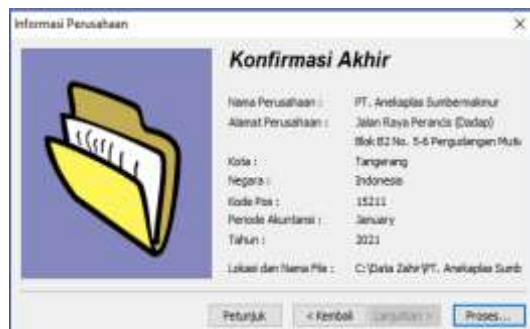 Informasi Perusahaan
Konfirmasi Akhir
Nama Perusahaan : PT. Anekaplas Sumbermakmur
Alamat Perusahaan : Jalan Raya Perancis (Dadap)
Blok B2 No. 5-6 Pergudangan Muti
Kota : Tangerang
Negara : Indonesia
Kode Pos : 15211
Periode Akuntansi : January
Tahun : 2021
Lokasi dan Nama File : C:\Data Zahir\PT. Anekaplas Sumb
Petunjuk < Kembali Lanjutkan > Proses...